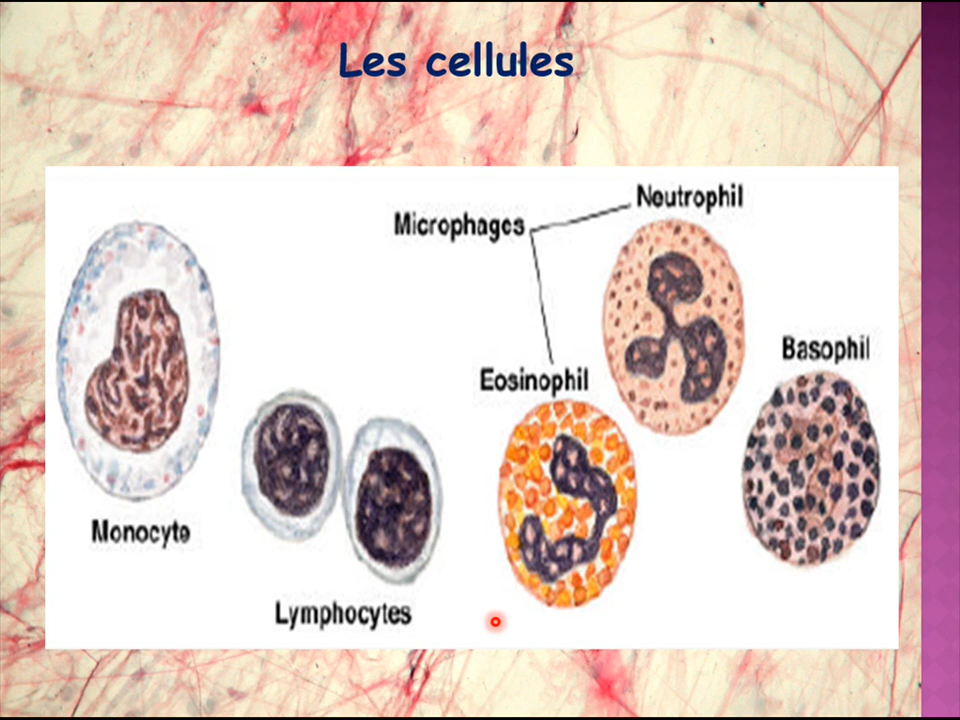 Les cellules
Neutrophil
Microphages
Basophil
Eosinophil
Monocyte
Lymphocytes